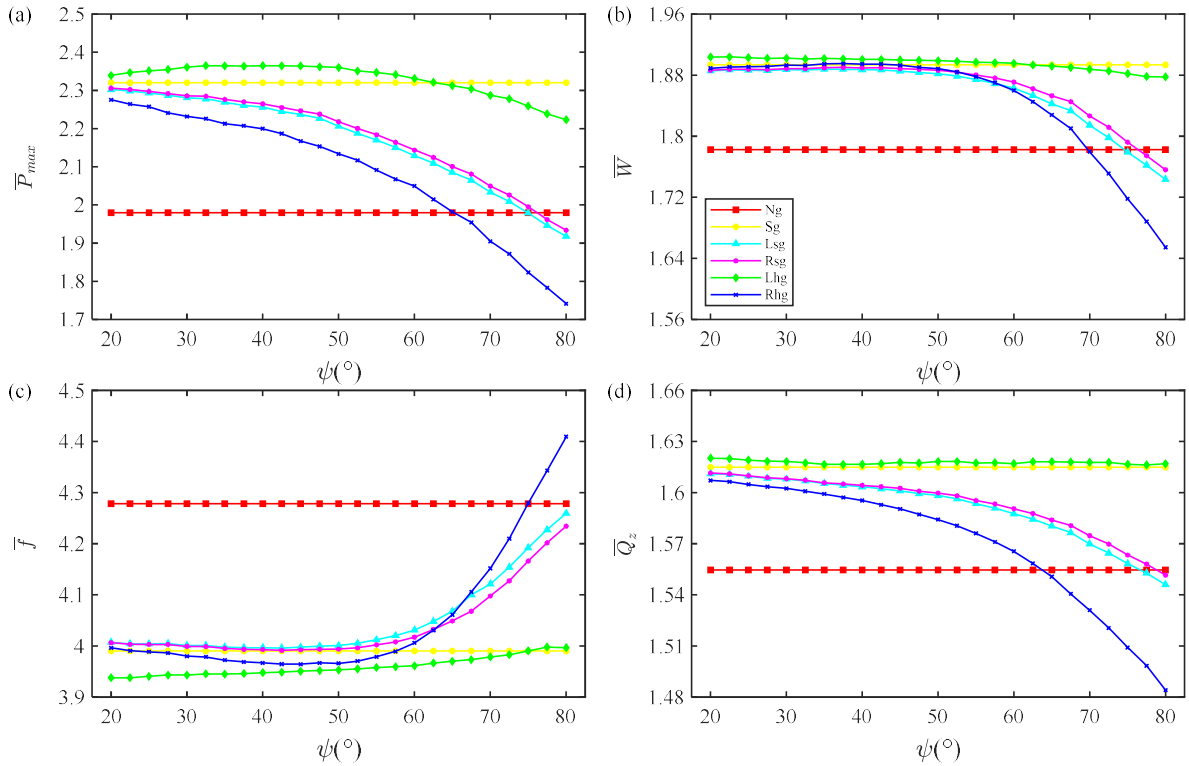 (a)
2.5
2.4
2.3
2.2
2.1
2
1.9
1.8
1.7
P̅max
20 30 40 50 60 70 80
ψ(°)
(b)
1.96
1.88
1.8
1.72
1.64
1.56
W̅
Ng
Sg
Lsg
Rsg
Lhg
Rhg
20 30 40 50 60 70 80
ψ(°)
(c)
4.5
4.4
4.3
4.2
4.1
4
3.9
f̅
20 30 40 50 60 70 80
ψ(°)
(d)
1.66
1.63
1.6
1.57
1.54
1.51
1.48
Q̅z
20 30 40 50 60 70 80
ψ(°)